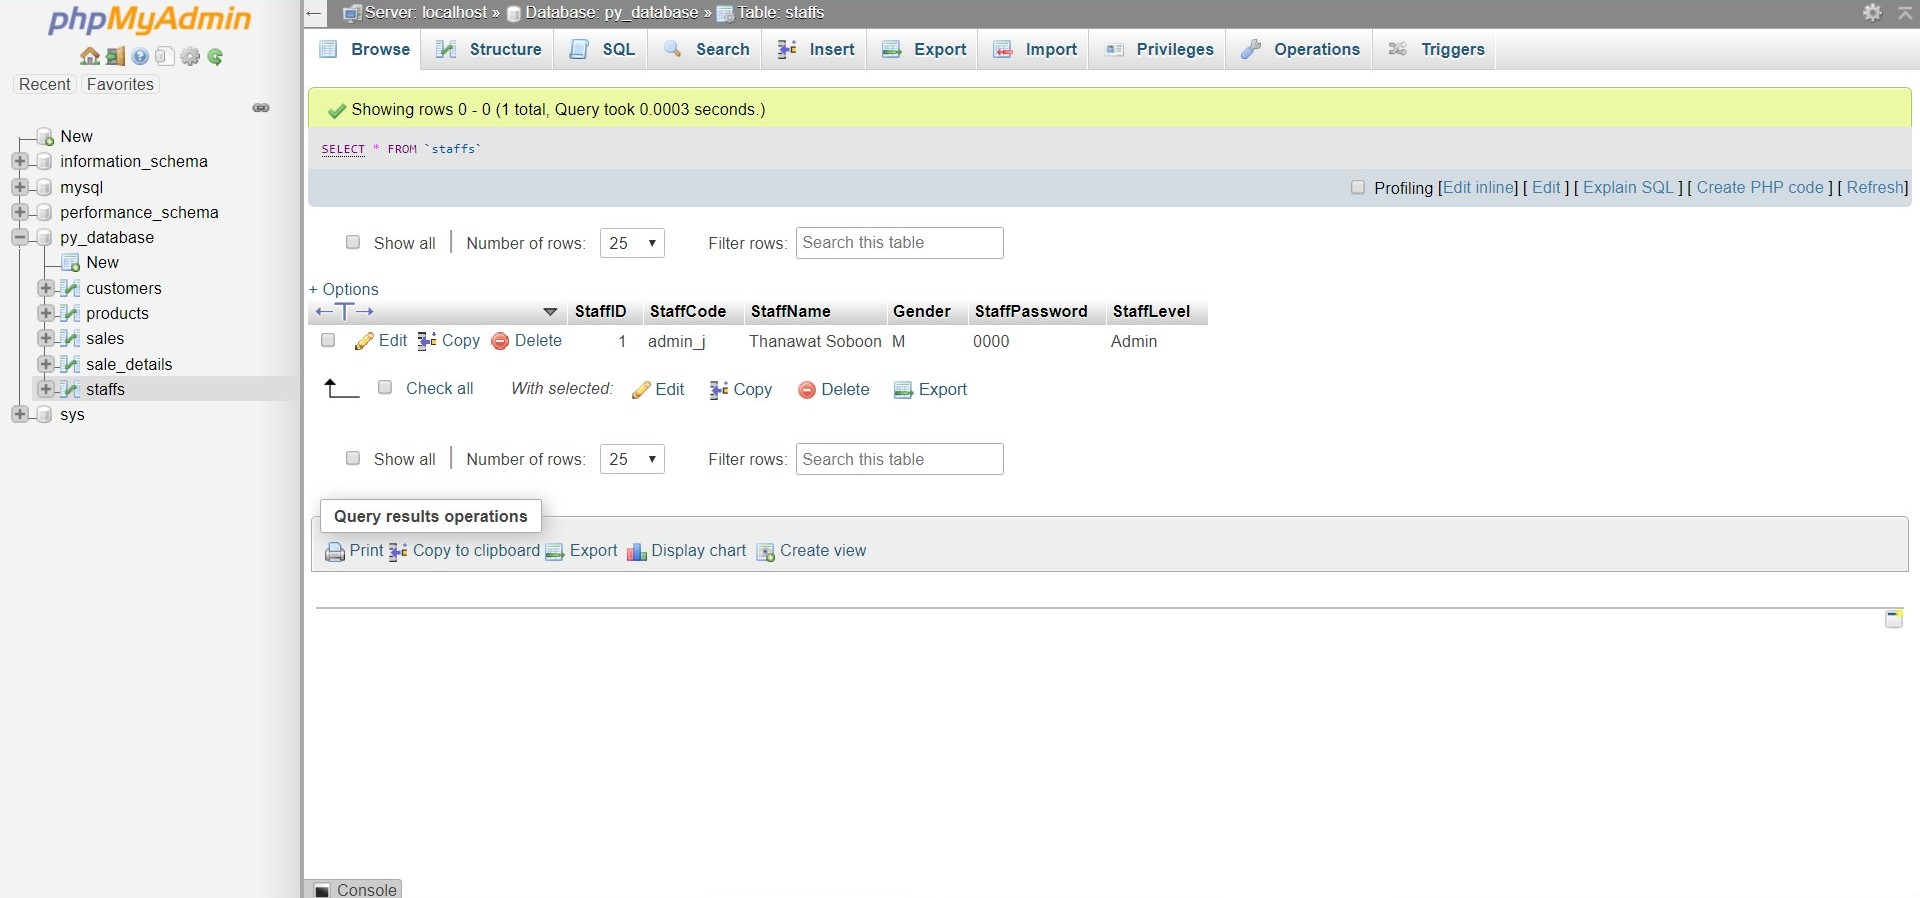 phpMyAdmin
Recent Favorites
New
information_schema
mysql
performance_schema
py_database
New
customers
products
sales
sale_details
staffs
sys
Server: localhost » Database: py_database » Table: staffs
Browse Structure SQL Search Insert Export Import Privileges Operations Triggers
Showing rows 0 - 0 (1 total, Query took 0.0003 seconds.)
SELECT * FROM `staffs`
Profiling [Edit inline] [ Edit ] [ Explain SQL ] [ Create PHP code ] [ Refresh]
Show all Number of rows: 25 Filter rows: Search this table
+ Options
StaffID StaffCode StaffName Gender StaffPassword StaffLevel
Edit Copy Delete 1 admin_j Thanawat Soboon M 0000 Admin
Check all With selected: Edit Copy Delete Export
Show all Number of rows: 25 Filter rows: Search this table
Query results operations
Print Copy to clipboard Export Display chart Create view
Console